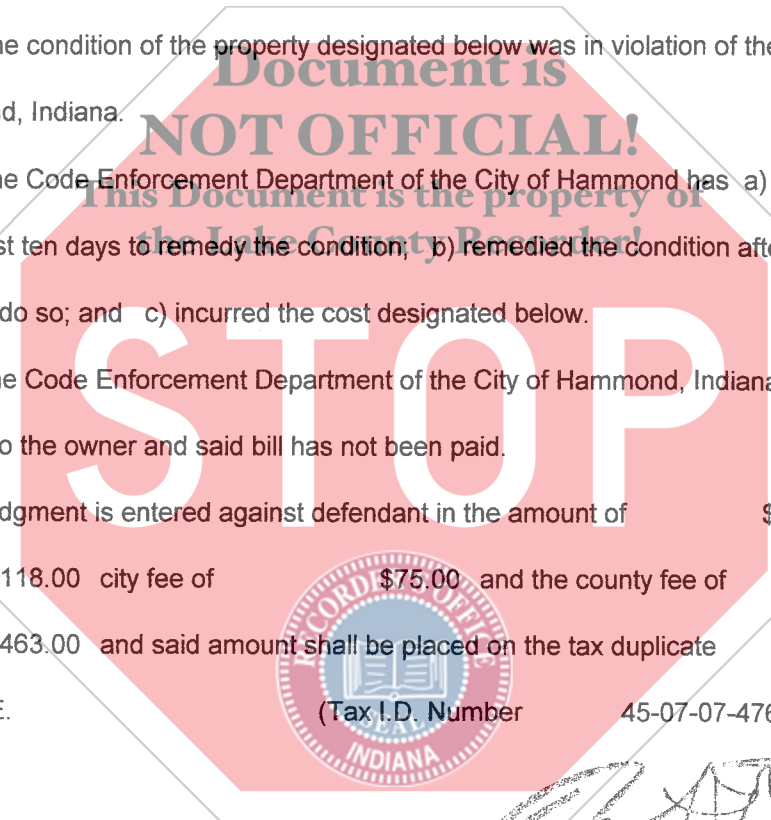 he condition of the property designated below was in violation of the
Document is
d, Indiana.
NOT OFFICIAL!
he Code Enforcement Department of the City of Hammond has a)
This Document is the property of
st ten days to remedy the condition; b) remedied the condition afte
the Lake County Recorder!
do so; and c) incurred the cost designated below.
STOP
he Code Enforcement Department of the City of Hammond, Indiana
o the owner and said bill has not been paid.
dgment is entered against defendant in the amount of $
118.00 city fee of $75.00 and the county fee of
463.00 and said amount shall be placed on the tax duplicate
E. (Tax I.D. Number 45-07-07-476
RECORDER'S OFFICE
SEAL
INDIANA